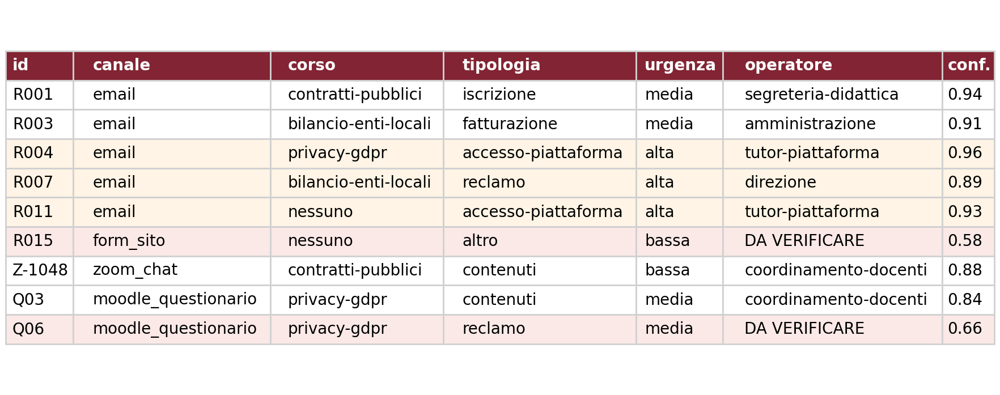 id canale corso tipologia urgenza operatore conf.
R001 email contratti-pubblici iscrizione media segreteria-didattica 0.94
R003 email bilancio-enti-locali fatturazione media amministrazione 0.91
R004 email privacy-gdpr accesso-piattaforma alta tutor-piattaforma 0.96
R007 email bilancio-enti-locali reclamo alta direzione 0.89
R011 email nessuno accesso-piattaforma alta tutor-piattaforma 0.93
R015 form_sito nessuno altro bassa DA VERIFICARE 0.58
Z-1048 zoom_chat contratti-pubblici contenuti bassa coordinamento-docenti 0.88
Q03 moodle_questionario privacy-gdpr contenuti media coordinamento-docenti 0.84
Q06 moodle_questionario privacy-gdpr reclamo media DA VERIFICARE 0.66